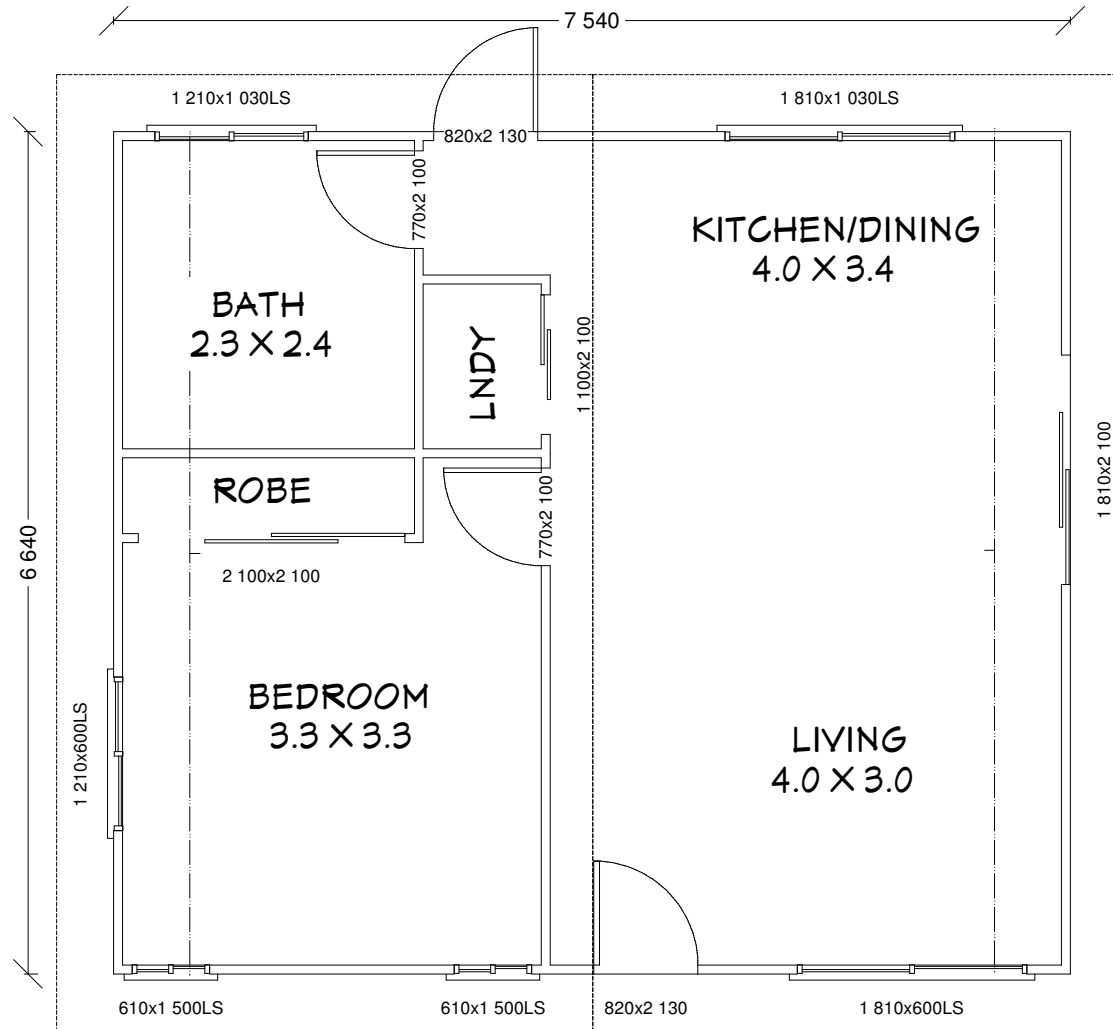 7 540
1 210x1 030LS
1 810x1 030LS
820x2 130
770x2 100
KITCHEN/DINING
4.0 X 3.4
BATH
2.3 X 2.4
LNDY
1 100x2 100
1 810x2 100
ROBE
770x2 100
6 640
2 100x2 100
BEDROOM
3.3 X 3.3
1 210x600LS
LIVING
4.0 X 3.0
610x1 500LS
610x1 500LS
820x2 130
1 810x600LS